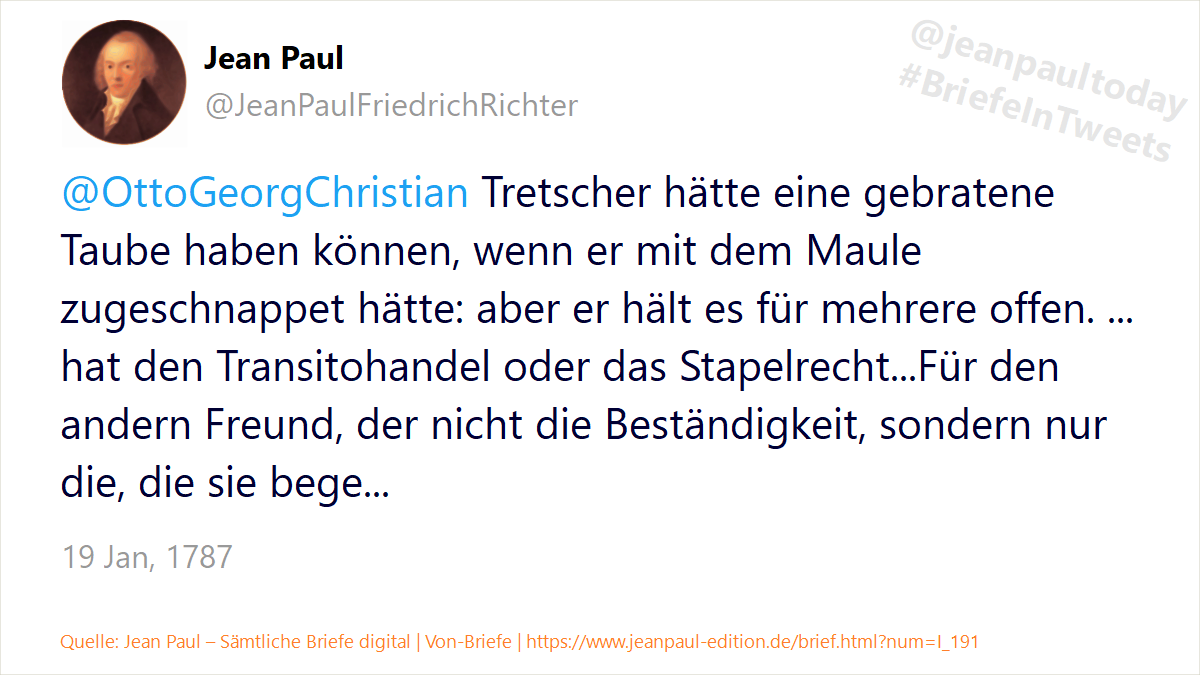 Jean Paul
@JeanPaulFriedrichRichter
@jeanpaultoday
#BriefeInTweets
@OttoGeorgChristian Tretscher hätte eine gebratene
Taube haben können, wenn er mit dem Maule
zugeschnappet hätte: aber er hält es für mehrere offen. ...
hat den Transitohandel oder das Stapelrecht...Für den
andern Freund, der nicht die Beständigkeit, sondern nur
die, die sie bege...
19 Jan, 1787
Quelle: Jean Paul – Sämtliche Briefe digital | Von-Briefe | https://www.jeanpaul-edition.de/brief.html?num=I_191